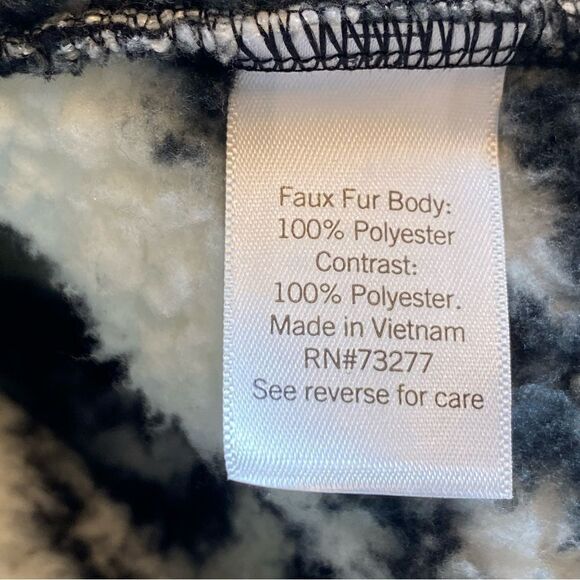 Faux Fur Body:
100% Polyester
Contrast:
100% Polyester.
Made in Vietnam
RN#73277
See reverse for care